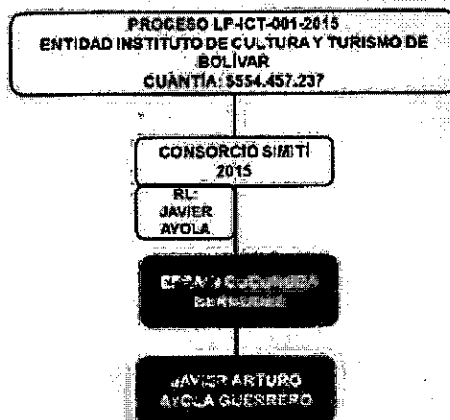 PROCESO LP-ICT-001-2015
ENTIDAD INSTITUTO DE CULTURA Y TURISMO DE
BOLÍVAR
CUANTÍA: $554.457.237
CONSORCIO SIMITÍ
2015
RL:
JAVIER
AYOLA
JAVIER ARTURO
AYOLA GUERRERO